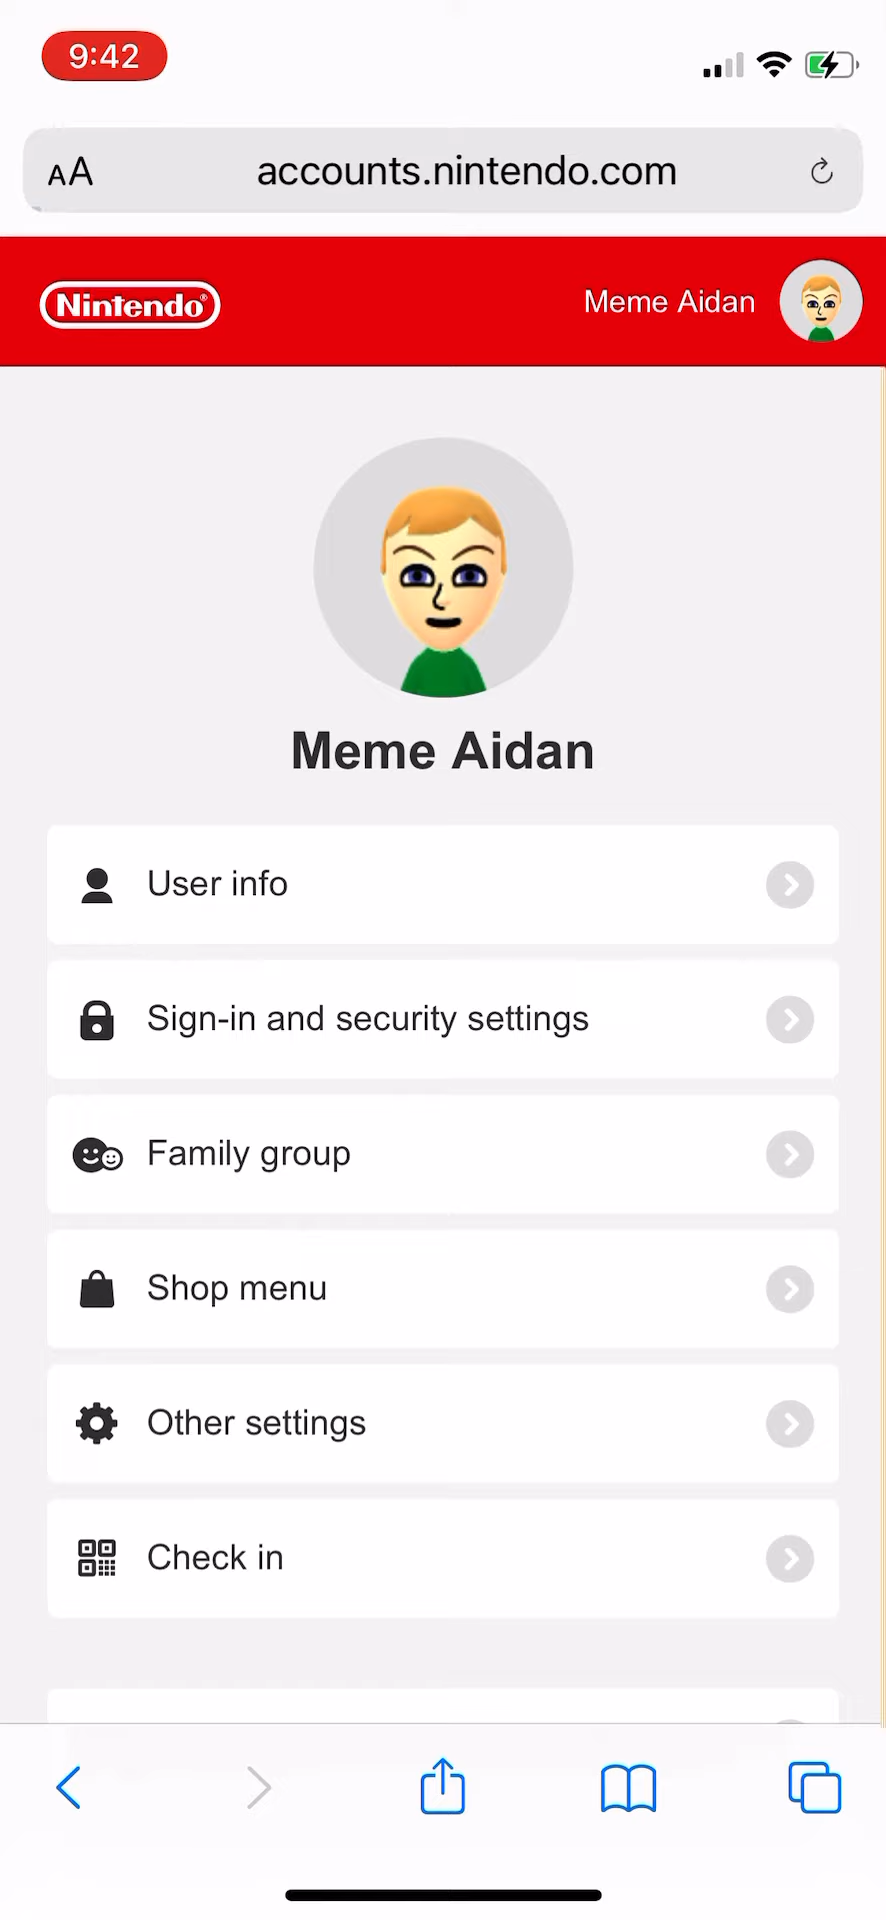 9:42
AA
accounts.nintendo.com
Nintendo®
Meme Aidan
Meme Aidan
User info
Sign-in and security settings
Family group
Shop menu
Other settings
Check in